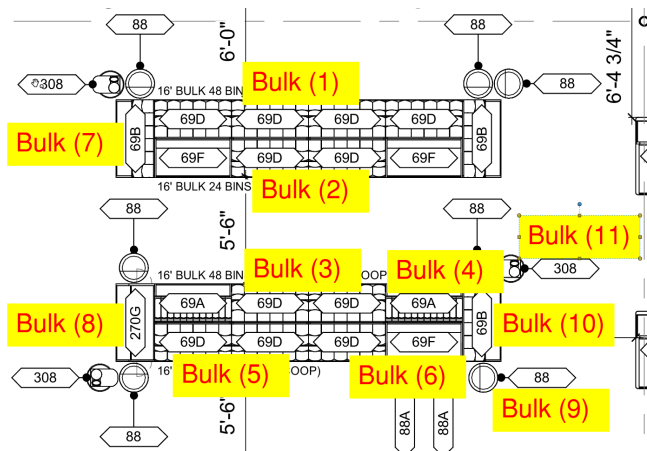 88
6'-0"
88
308
Bulk (1)
88
6'-4 3/4"
16' BULK 48 BIN
69D
69D
69D
69D
Bulk (7)
69B
69B
69F
69D
69D
69F
16' BULK 24 BINS
Bulk (2)
88
5'-6"
88
Bulk (11)
Bulk (3)
Bulk (4)
308
16' BULK 48 BIN
OOP)
69A
69D
69D
69A
Bulk (8)
270G
69B
Bulk (10)
69D
69D
69D
69F
16'
Bulk (5)
COOP)
Bulk (6)
308
88
Bulk (9)
88
5'-6"
88A
88A